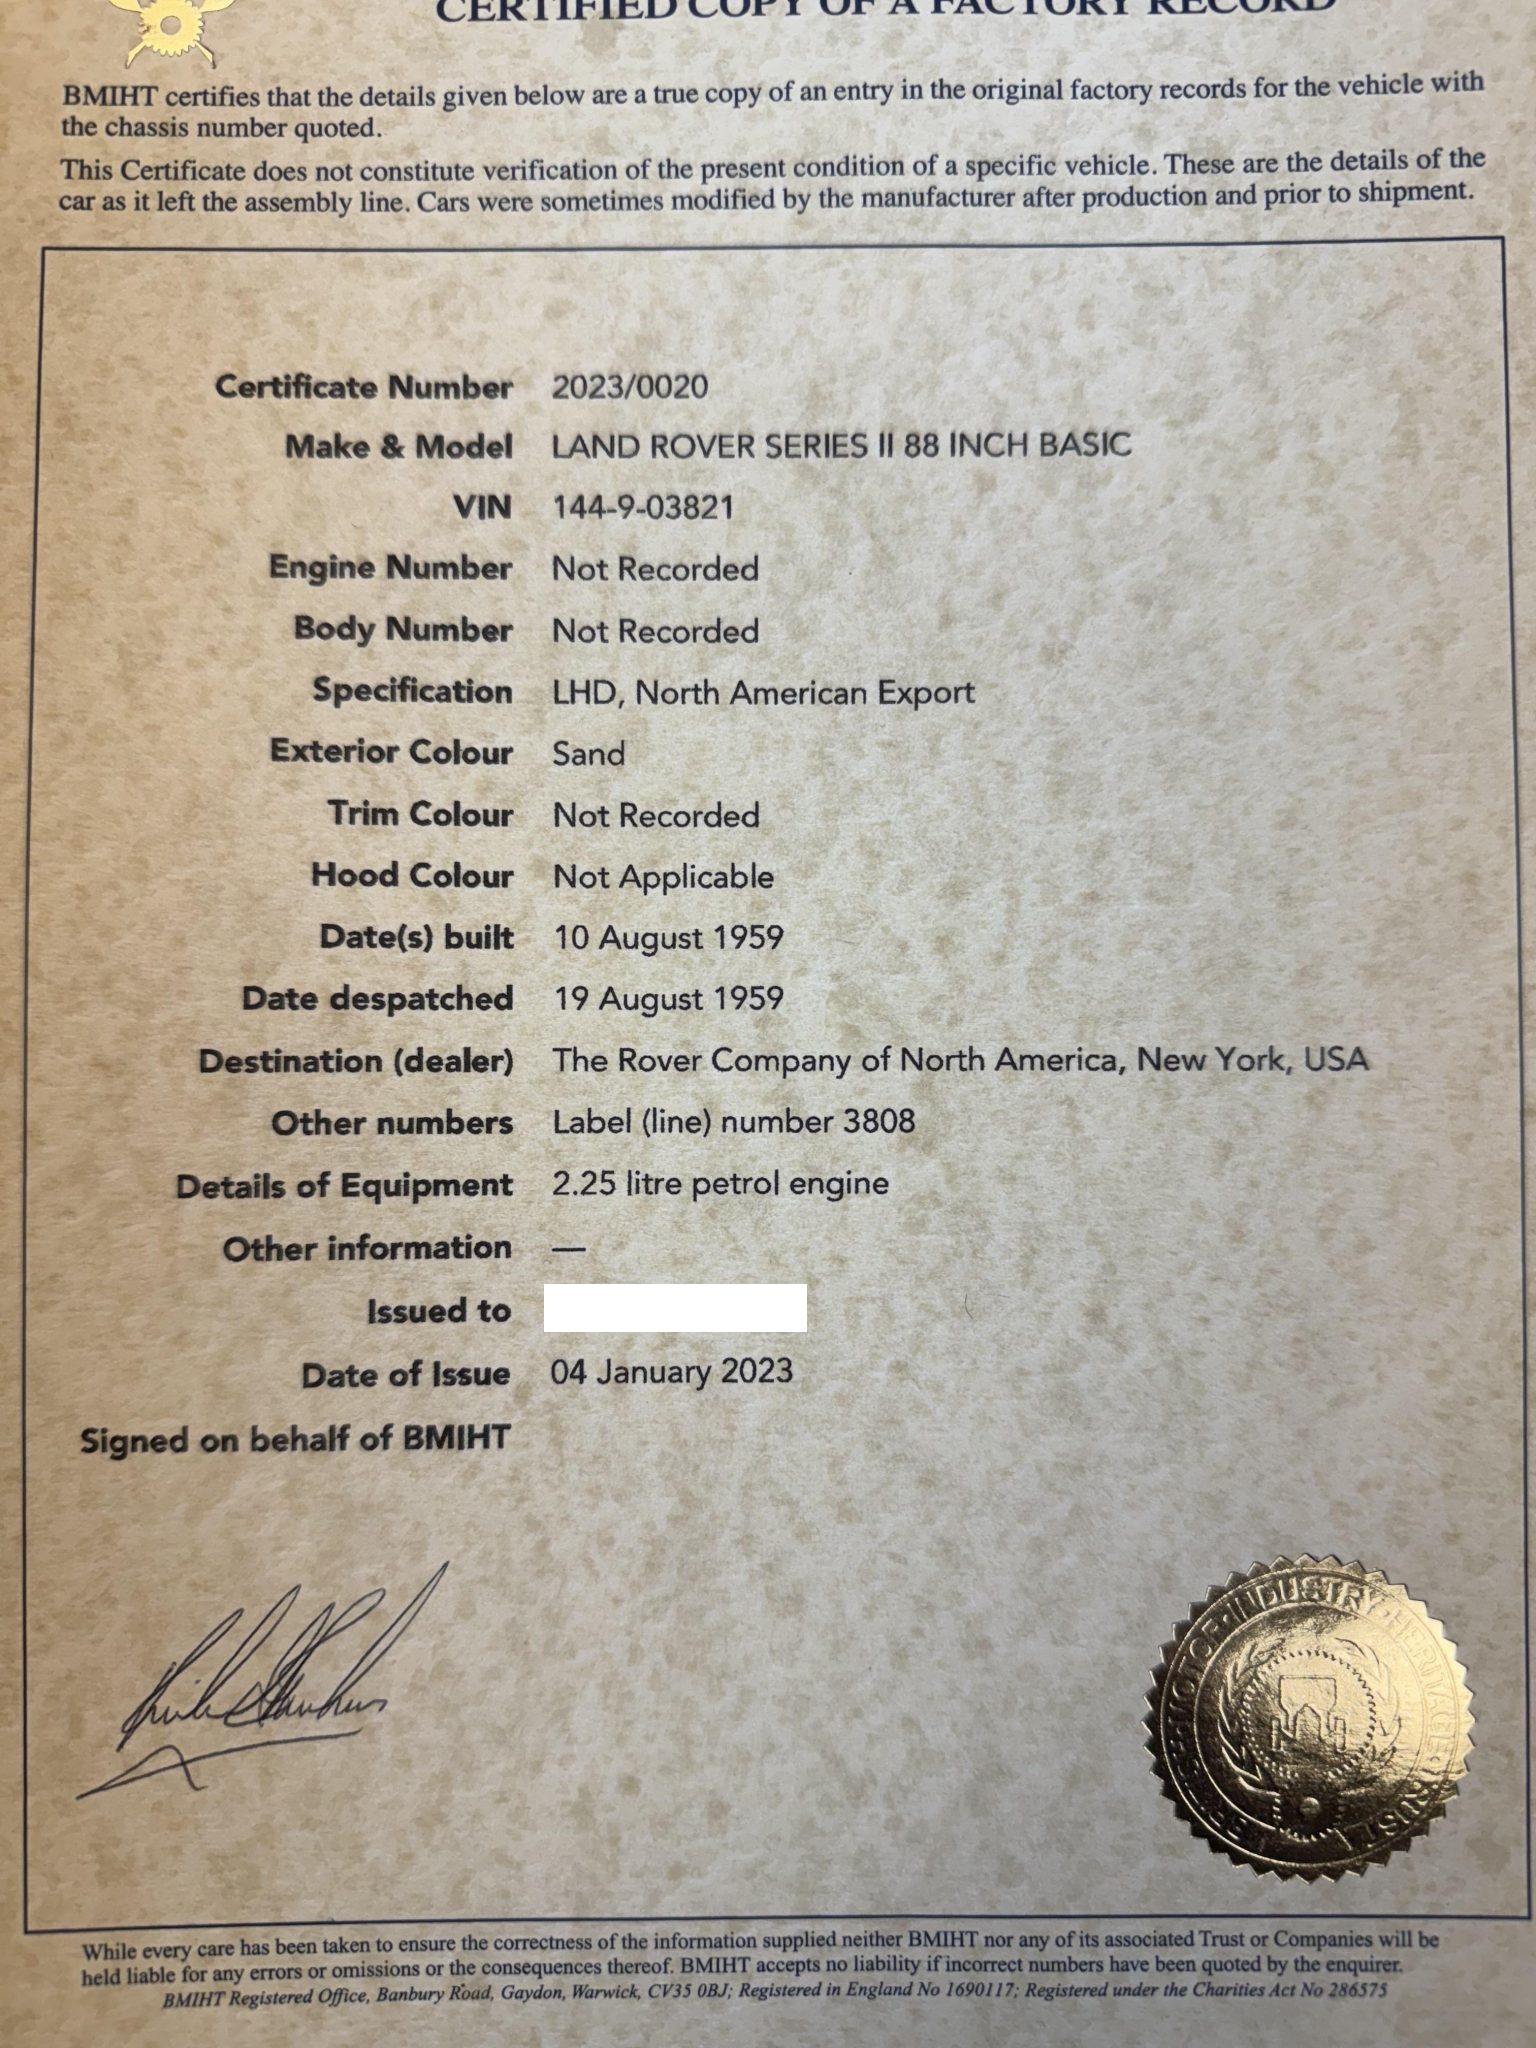 CERTIFIED COPY OF A FACTORY RECORD
BMIHT certifies that the details given below are a true copy of an entry in the original factory records for the vehicle with
the chassis number quoted.
This Certificate does not constitute verification of the present condition of a specific vehicle. These are the details of the
car as it left the assembly line. Cars were sometimes modified by the manufacturer after production and prior to shipment.
Certificate Number 2023/0020
Make & Model LAND ROVER SERIES II 88 INCH BASIC
VIN 144-9-03821
Engine Number Not Recorded
Body Number Not Recorded
Specification LHD, North American Export
Exterior Colour Sand
Trim Colour Not Recorded
Hood Colour Not Applicable
Date(s) built 10 August 1959
Date despatched 19 August 1959
Destination (dealer) The Rover Company of North America, New York, USA
Other numbers Label (line) number 3808
Details of Equipment 2.25 litre petrol engine
Other information —
Issued to
Date of Issue 04 January 2023
Signed on behalf of BMIHT
BRITISH MOTOR INDUSTRY HERITAGE TRUST
While every care has been taken to ensure the correctness of the information supplied neither BMIHT nor any of its associated Trust or Companies will be
held liable for any errors or omissions or the consequences thereof. BMIHT accepts no liability if incorrect numbers have been quoted by the enquirer.
BMIHT Registered Office, Banbury Road, Gaydon, Warwick, CV35 0BJ; Registered in England No 1690117; Registered under the Charities Act No 286575